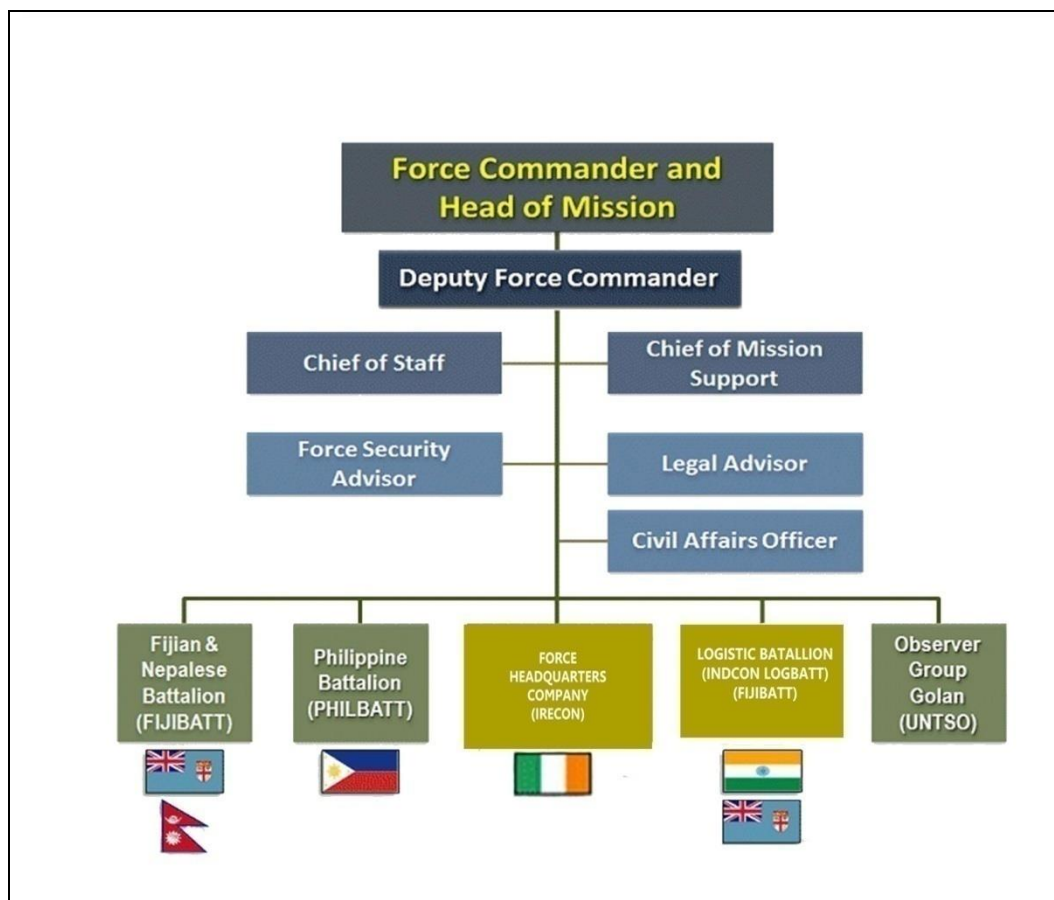 Force Commander and
Head of Mission
Deputy Force Commander
Chief of Staff
Chief of Mission
Support
Force Security
Advisor
Legal Advisor
Civil Affairs Officer
Fijian &
Nepalese
Battalion
(FIJIBATT)
Philippine
Battalion
(PHILBATT)
FORCE
HEADQUARTERS
COMPANY
(IRECON)
LOGISTIC BATALLION
(INDCON LOGBATT)
(FIJIBATT)
Observer
Group
Golan
(UNTSO)